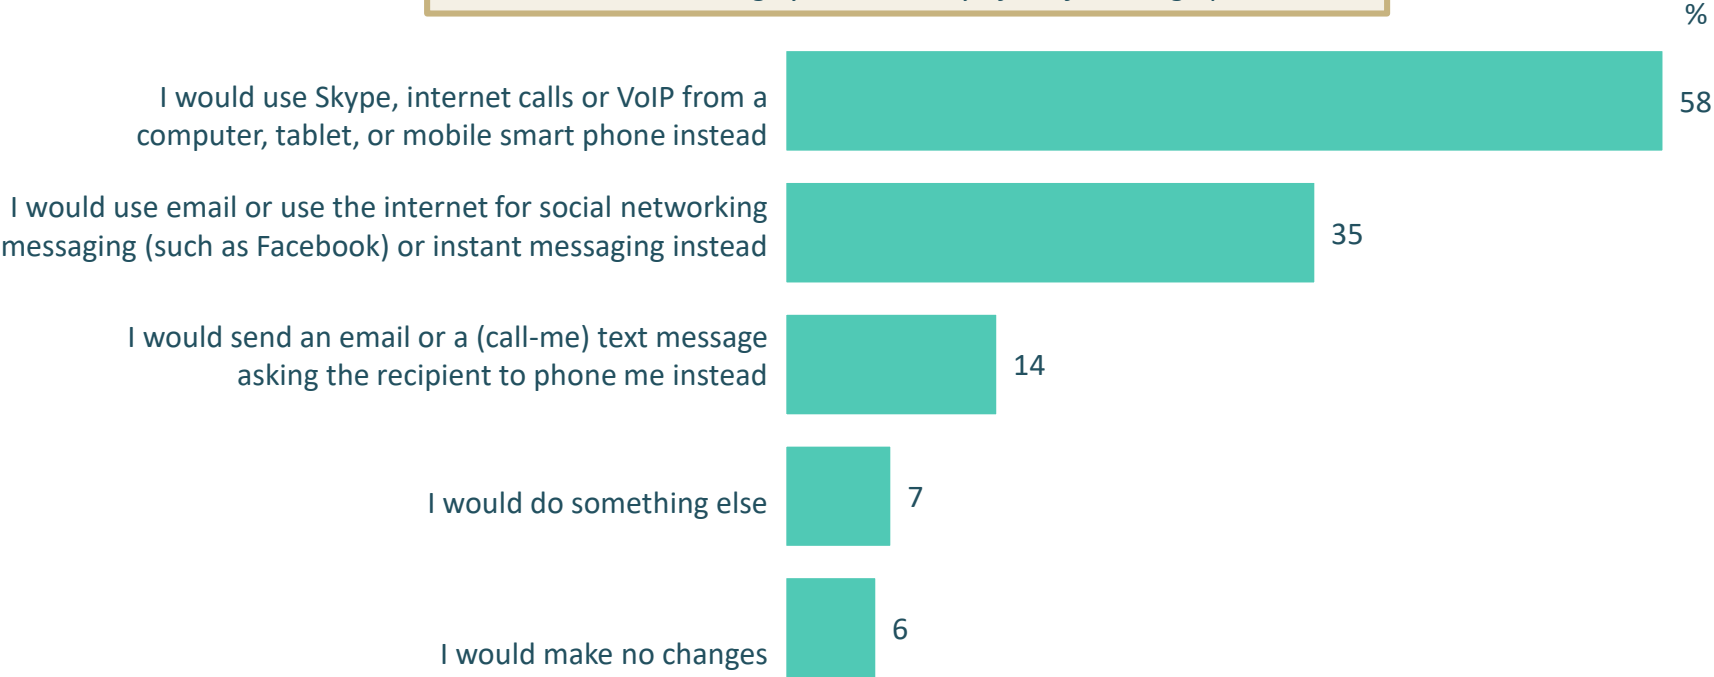 %
I would use Skype, internet calls or VoIP from a
computer, tablet, or mobile smart phone instead
58
I would use email or use the internet for social networking
messaging (such as Facebook) or instant messaging instead
35
I would send an email or a (call-me) text message
asking the recipient to phone me instead
14
I would do something else
7
I would make no changes
6